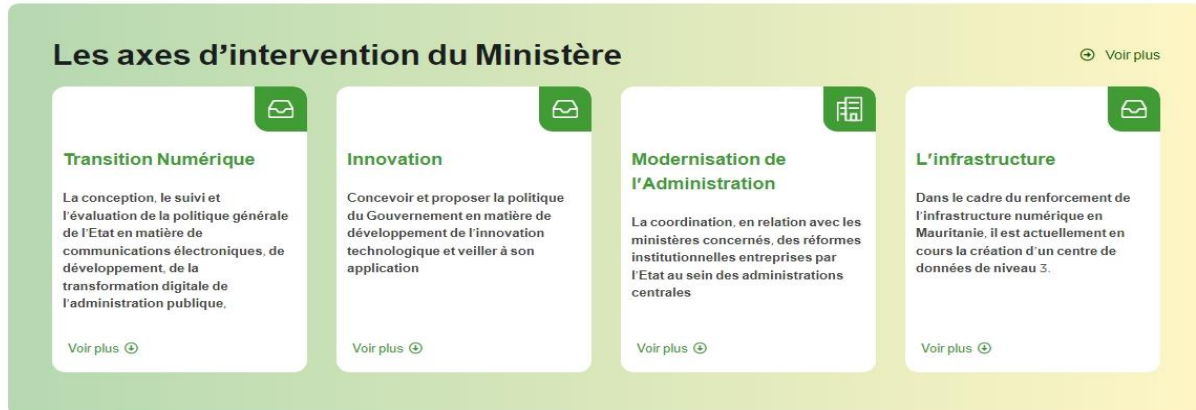 Les axes d'intervention du Ministère
Voir plus
Transition Numérique
La conception, le suivi et
l'évaluation de la politique générale
de l'Etat en matière de
communications électroniques, de
développement, de la
transformation digitale de
l'administration publique,
Voir plus
Innovation
Concevoir et proposer la politique
du Gouvernement en matière de
développement de l'innovation
technologique et veiller à son
application
Voir plus
Modernisation de
l'Administration
La coordination, en relation avec les
ministères concernés, des réformes
institutionnelles entreprises par
l'Etat au sein des administrations
centrales
Voir plus
L'infrastructure
Dans le cadre du renforcement de
l'infrastructure numérique en
Mauritanie, il est actuellement en
cours la création d'un centre de
données de niveau 3.
Voir plus